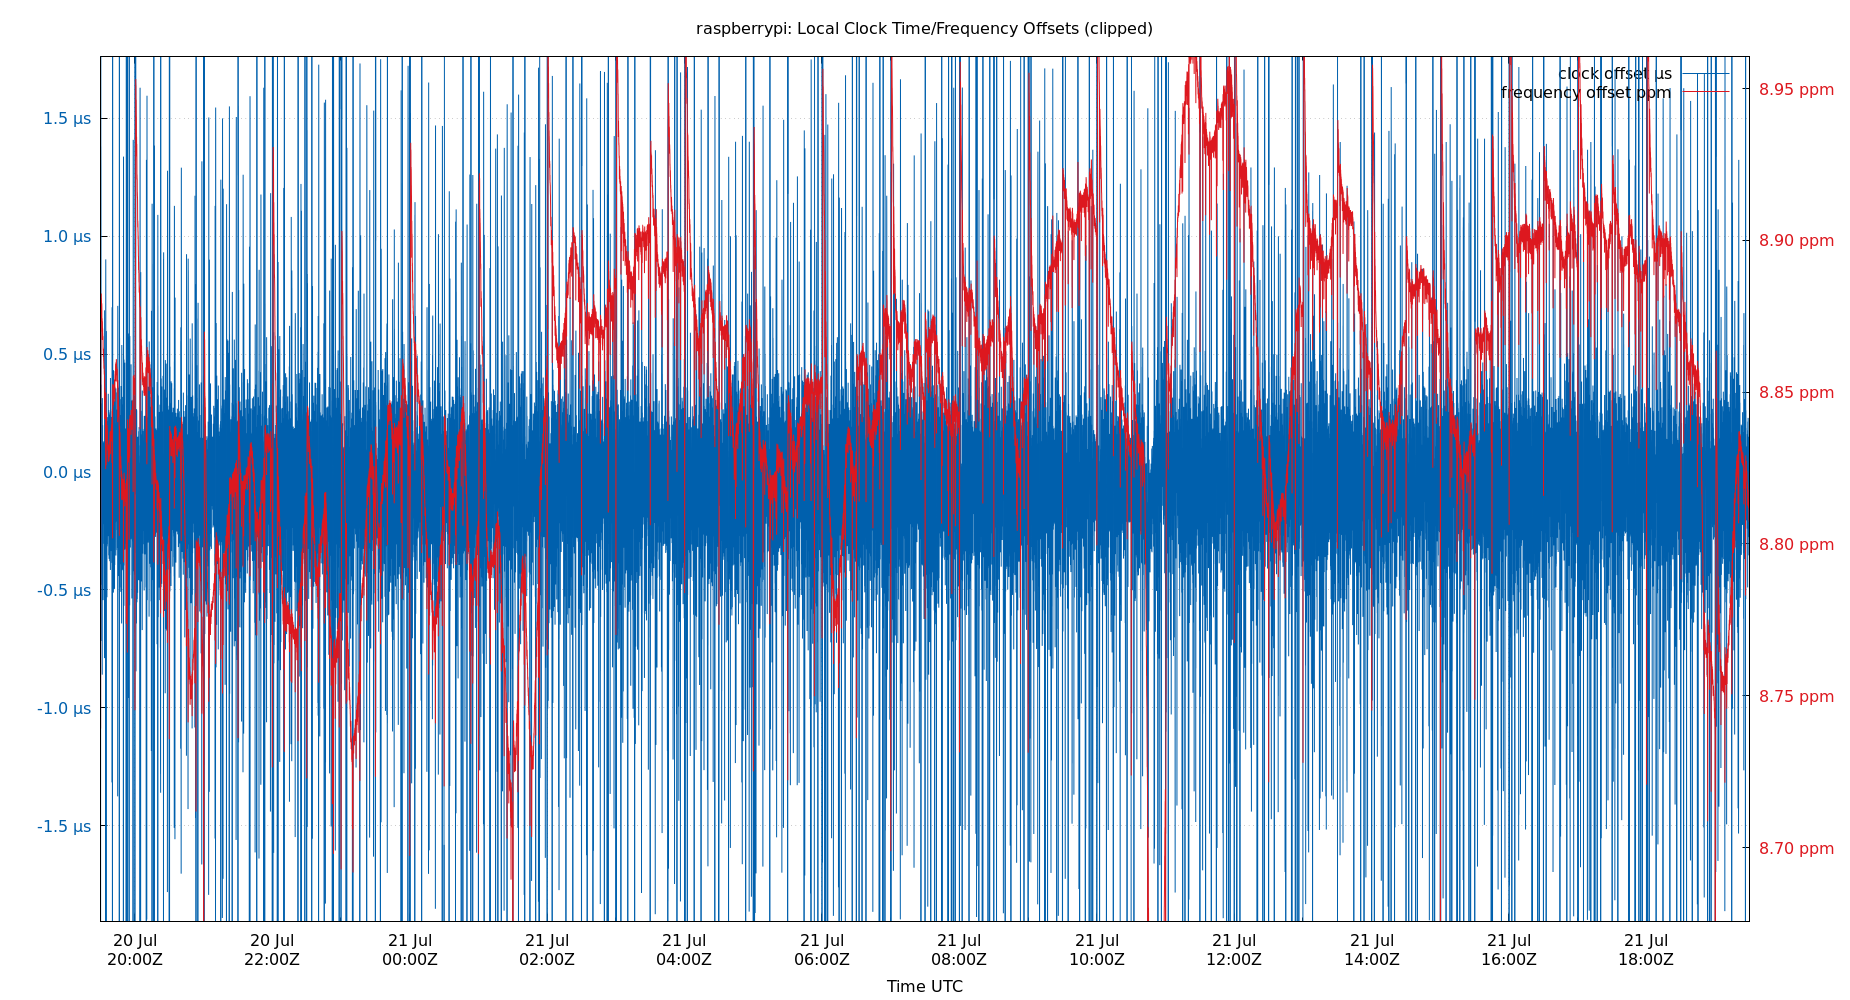 raspberrypi: Local Clock Time/Frequency Offsets (clipped)
clock offset µs
frequency offset ppm
1.5 µs
1.0 µs
0.5 µs
0.0 µs
-0.5 µs
-1.0 µs
-1.5 µs
8.95 ppm
8.90 ppm
8.85 ppm
8.80 ppm
8.75 ppm
8.70 ppm
20 Jul
20:00Z
20 Jul
22:00Z
21 Jul
00:00Z
21 Jul
02:00Z
21 Jul
04:00Z
21 Jul
06:00Z
21 Jul
08:00Z
21 Jul
10:00Z
21 Jul
12:00Z
21 Jul
14:00Z
21 Jul
16:00Z
21 Jul
18:00Z
Time UTC